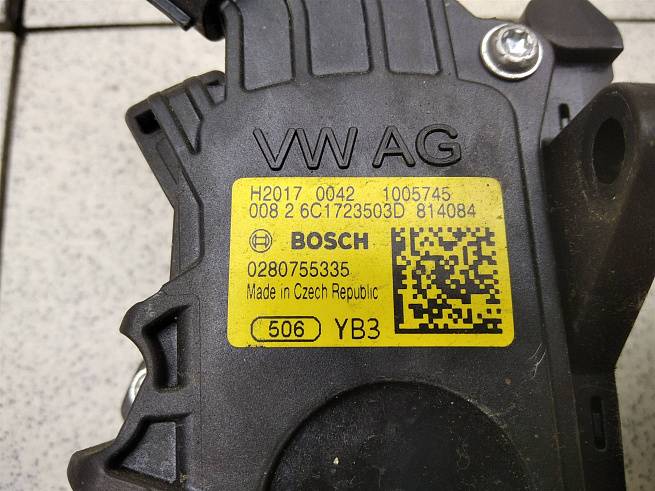 VW AG
H2017 0042 1005745
008 2 6C1723503D 814084
BOSCH
0280755335
Made in Czech Republic
506 YB3